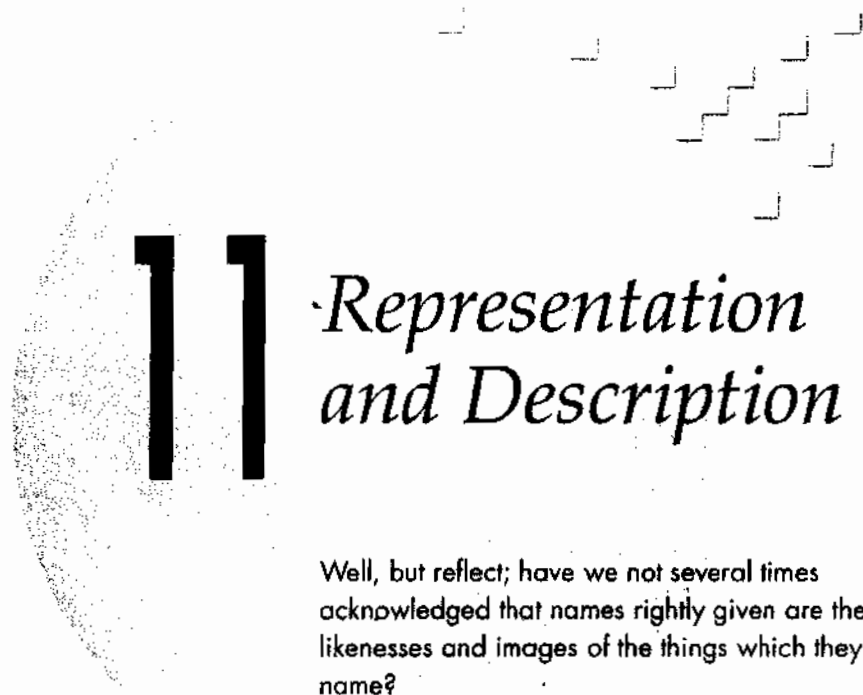 11
Representation
and Description
Well, but reflect; have we not several times
acknowledged that names rightly given are the
likenesses and images of the things which they
name?